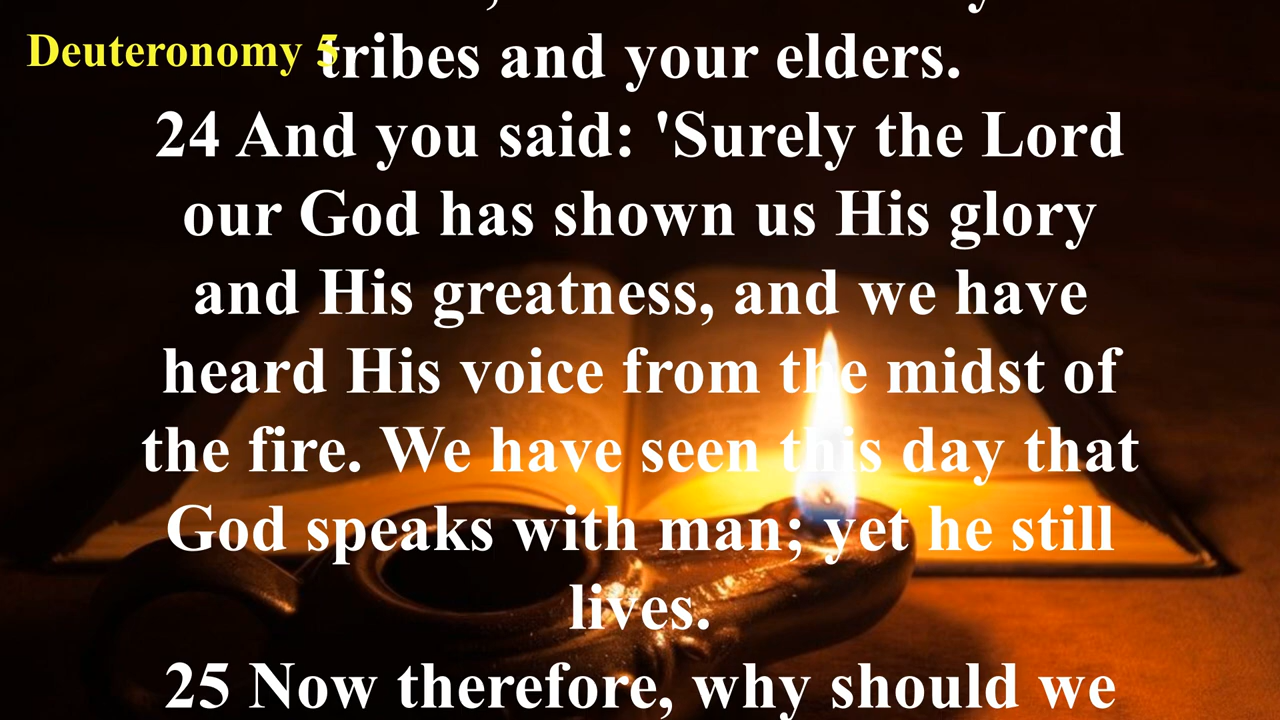 Deuteronomy 5
tribes and your elders.
24 And you said: 'Surely the Lord
our God has shown us His glory
and His greatness, and we have
heard His voice from the midst of
the fire. We have seen this day that
God speaks with man; yet he still
lives.
25 Now therefore, why should we